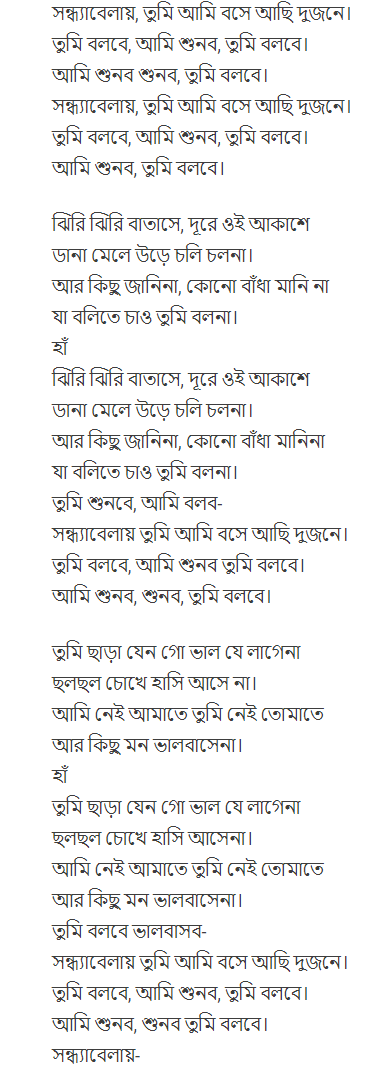 সন্ধ্যাবেলায়, তুমি আমি বসে আছি দুজনে।
তুমি বলবে, আমি শুনব, তুমি বলবে।
আমি শুনব শুনব, তুমি বলবে।
সন্ধ্যাবেলায়, তুমি আমি বসে আছি দুজনে।
তুমি বলবে, আমি শুনব, তুমি বলবে।
আমি শুনব, তুমি বলবে।
ঝিরি ঝিরি বাতাসে, দূরে ওই আকাশে
ডানা মেলে উড়ে চলি চলনা।
আর কিছু জানিনা, কোনো বাঁধা মানি না
যা বলিতে চাও তুমি বলনা।
হাঁ
ঝিরি ঝিরি বাতাসে, দূরে ওই আকাশে
ডানা মেলে উড়ে চলি চলনা।
আর কিছু জানিনা, কোনো বাঁধা মানিনা
যা বলিতে চাও তুমি বলনা।
তুমি শুনবে, আমি বলব-
সন্ধ্যাবেলায় তুমি আমি বসে আছি দুজনে।
তুমি বলবে, আমি শুনব তুমি বলবে।
আমি শুনব, শুনব, তুমি বলবে।
তুমি ছাড়া যেন গো ভাল যে লাগেনা
ছলছল চোখে হাসি আসে না।
আমি নেই আমাতে তুমি নেই তোমাতে
আর কিছু মন ভালবাসেনা।
হাঁ
তুমি ছাড়া যেন গো ভাল যে লাগেনা
ছলছল চোখে হাসি আসেনা।
আমি নেই আমাতে তুমি নেই তোমাতে
আর কিছু মন ভালবাসেনা।
তুমি বলবে ভালবাসব-
সন্ধ্যাবেলায় তুমি আমি বসে আছি দুজনে।
তুমি বলবে, আমি শুনব, তুমি বলবে।
আমি শুনব, শুনব তুমি বলবে।
সন্ধ্যাবেলায়-